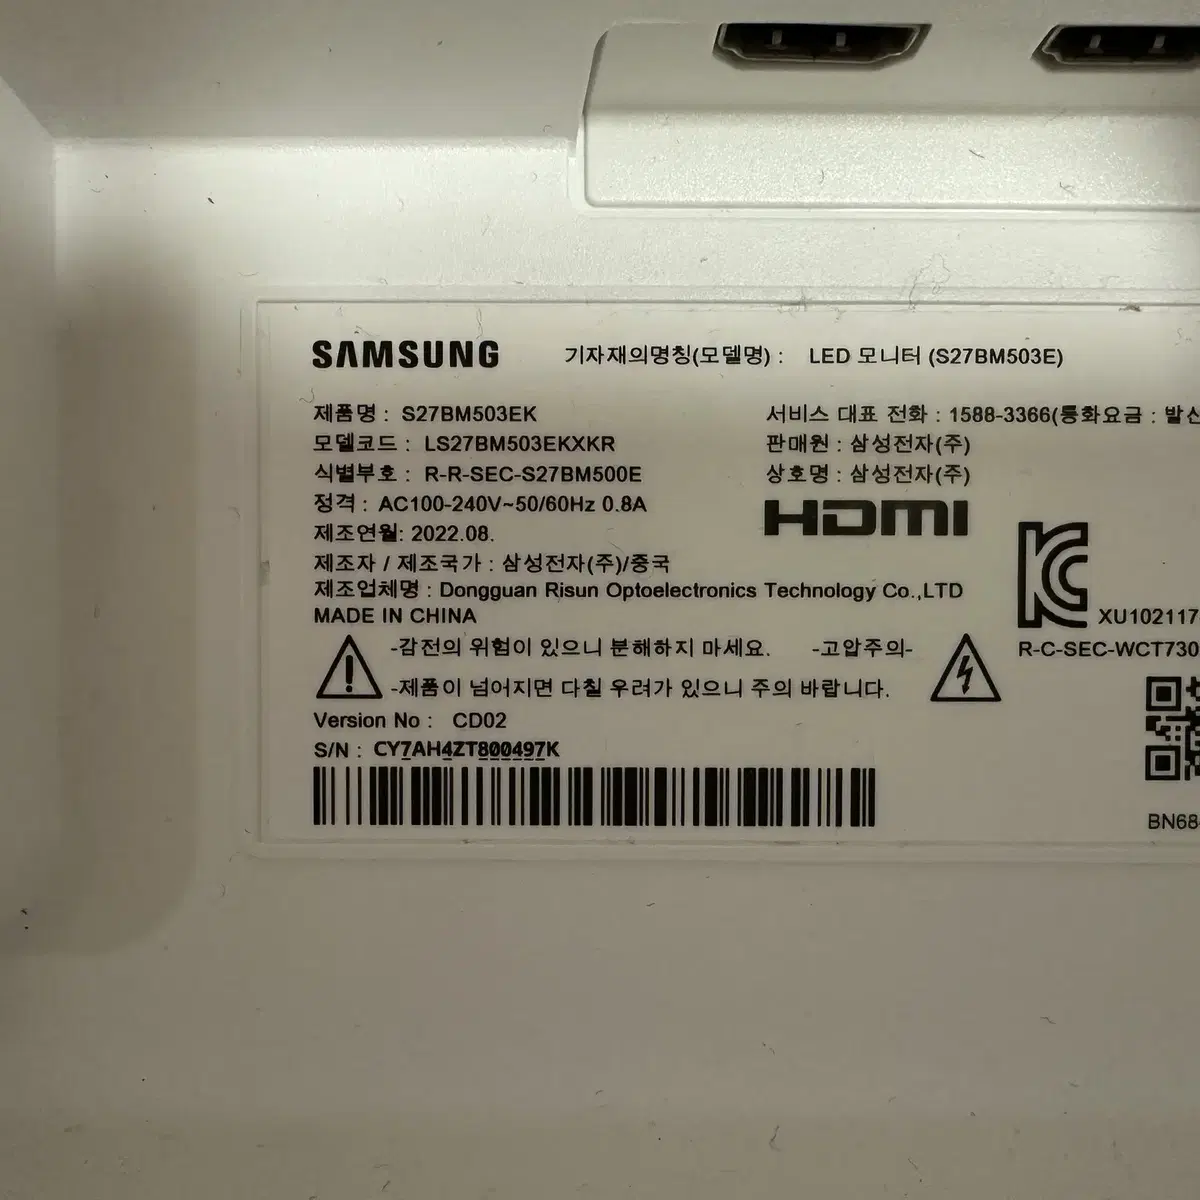 SAMSUNG 기자재의명칭(모델명) : LED 모니터 (S27BM503E)
제품명 : S27BM503EK
모델코드 : LS27BM503EKXKR
식별부호 : R-R-SEC-S27BM500E
정격 : AC100-240V~50/60Hz 0.8A
제조연월: 2022.08.
제조자 / 제조국가 : 삼성전자(주)/중국
제조업체명 : Dongguan Risun Optoelectronics Technology Co.,LTD
MADE IN CHINA
서비스 대표 전화 : 1588-3366(통화요금 : 발신
판매원 : 삼성전자(주)
상호명 : 삼성전자(주)
HDMI
XU102117
R-C-SEC-WCT730
-감전의 위험이 있으니 분해하지 마세요. -고압주의-
-제품이 넘어지면 다칠 우려가 있으니 주의 바랍니다.
Version No : CD02
S/N : CY7AH4ZT800497K
BN68